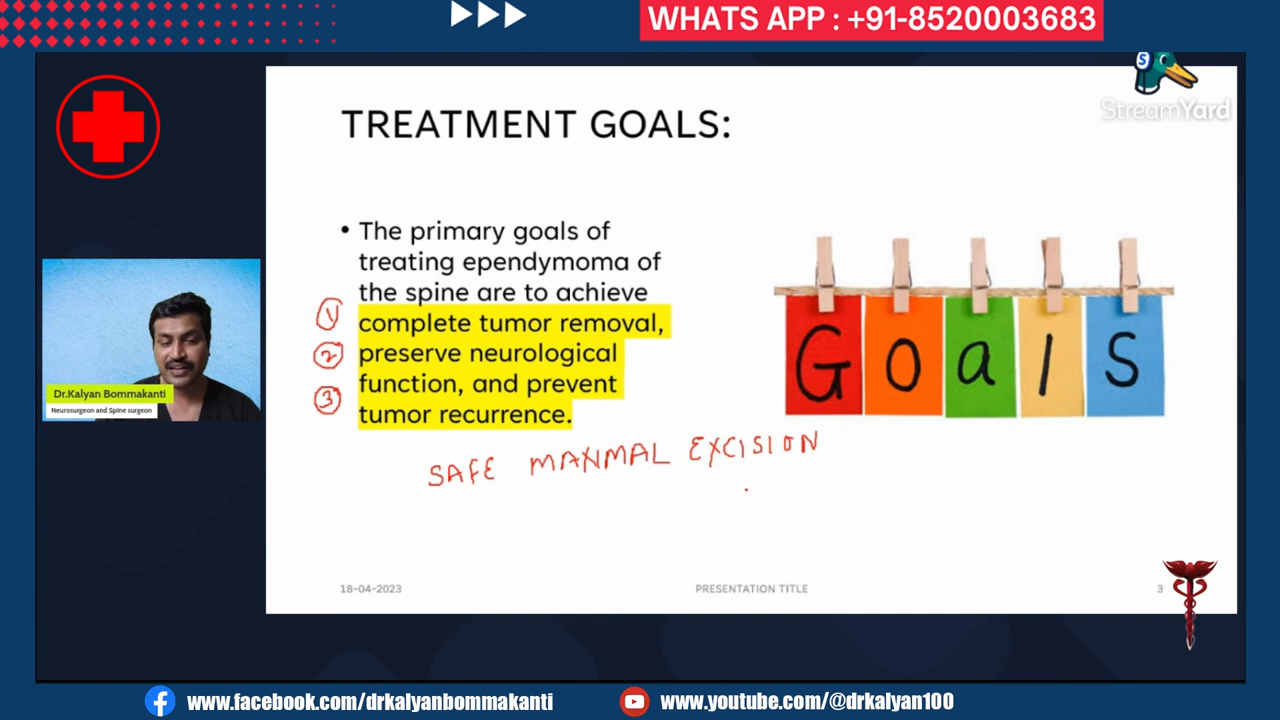 WHATS APP : +91-8520003683
S
StreamYard
TREATMENT GOALS:
• The primary goals of
treating ependymoma of
the spine are to achieve
1 complete tumor removal,
2 preserve neurological
function, and prevent
3 tumor recurrence.
SAFE MAXIMAL EXCISION
Goals
Dr.Kalyan Bommakanti
Neurosurgeon and Spine surgeon
18-04-2023
PRESENTATION TITLE
3
www.facebook.com/drkalyanbommakanti
www.youtube.com/@drkalyan100